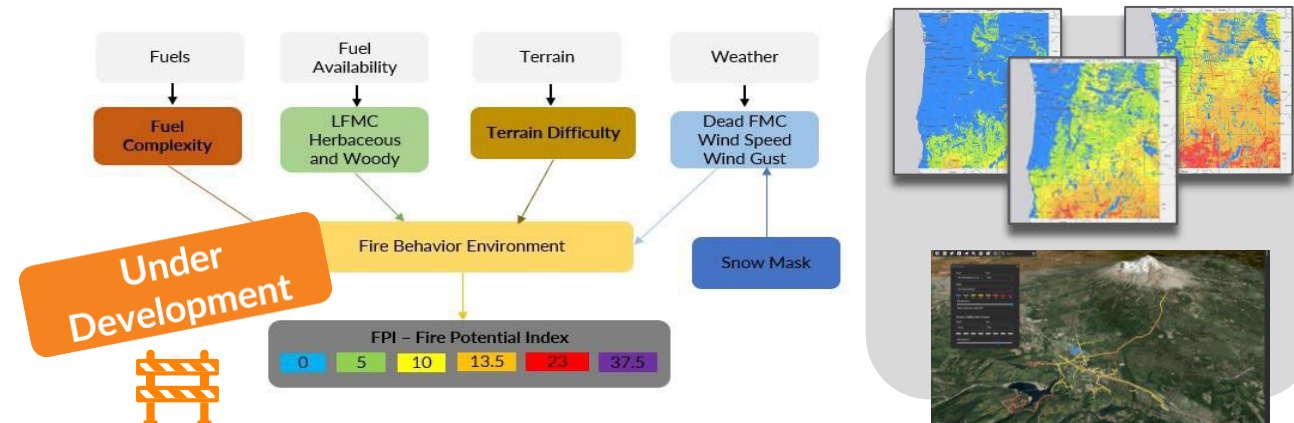 Fuels
Fuel
Availability
Terrain
Weather
Fuel
Complexity
LFMC
Herbaceous
and Woody
Terrain Difficulty
Dead FMC
Wind Speed
Wind Gust
Fire Behavior Environment
Snow Mask
Under
Development
FPI – Fire Potential Index
0 5 10 13.5 23 37.5